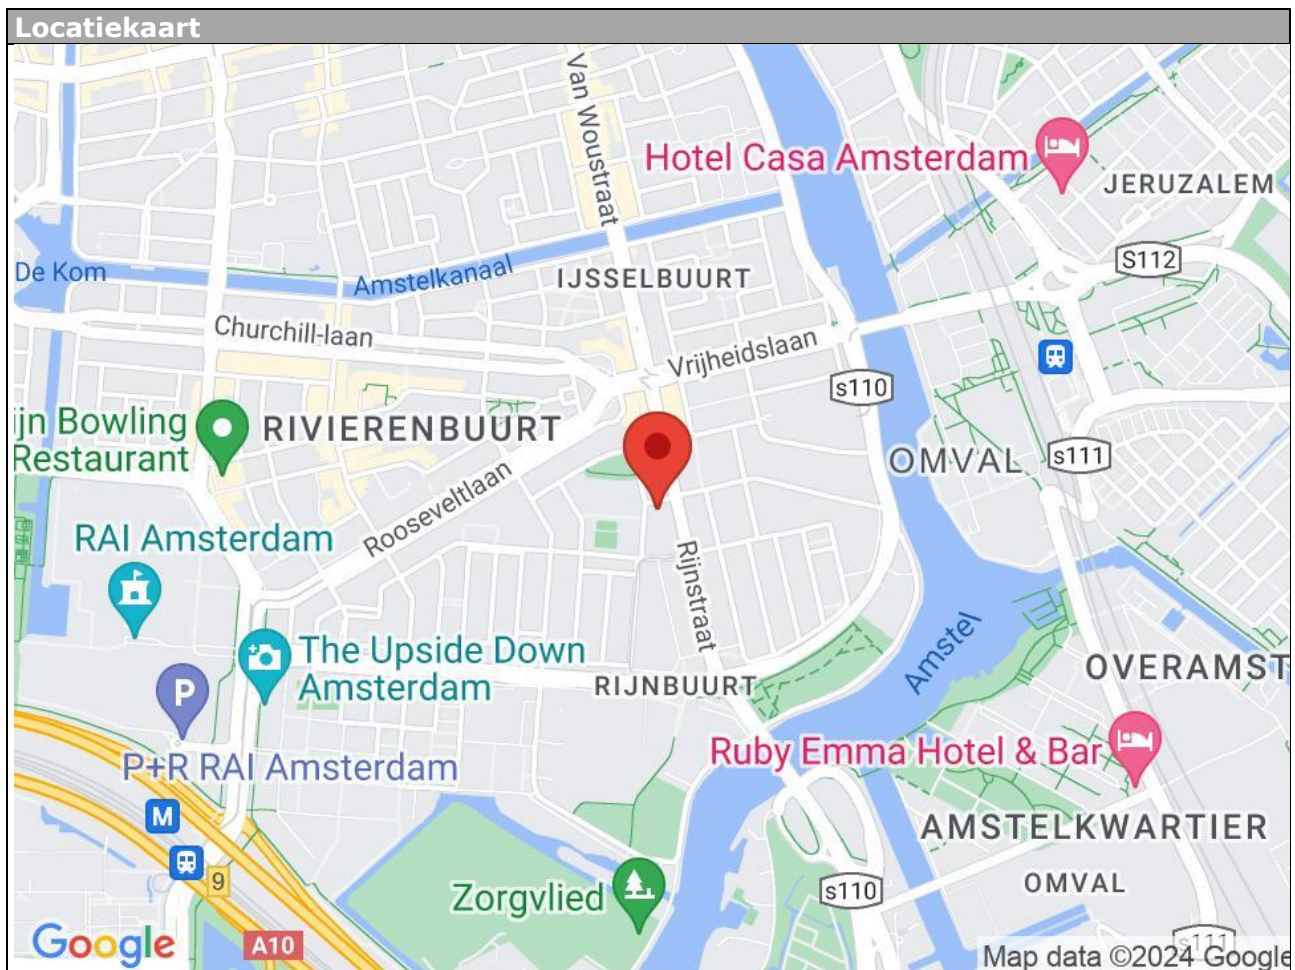 Locatiekaart
Van Woustraat
Hotel Casa Amsterdam
JERUZALEM
De Kom
Amstelkanaal
IJSSELBUURT
S112
Churchill-laan
Vrijheidslaan
s110
ijn Bowling
Restaurant
RIVIERENBUURT
OMVAL
s111
Rooseveltlaan
RAI Amsterdam
Rijnstraat
Amstel
The Upside Down
Amsterdam
RIJNBUURT
OVERAMST
P
P+R RAI Amsterdam
Ruby Emma Hotel & Bar
M
AMSTELKWARTIER
9
Zorgvlied
s110
OMVAL
Google
A10
s111
Map data ©2024 Google